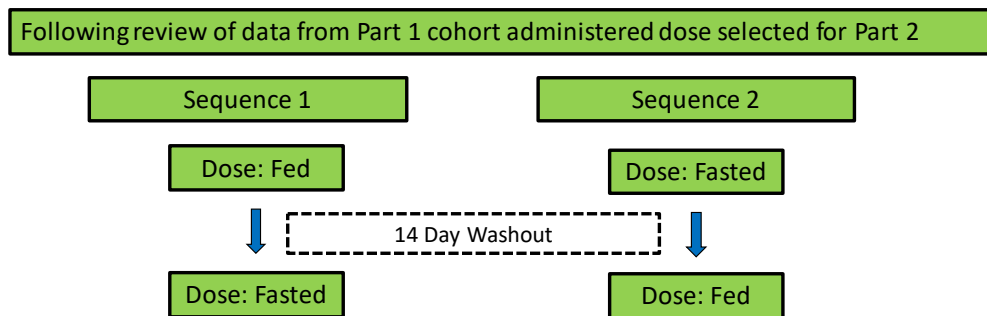 Following review of data from Part 1 cohort administered dose selected for Part 2
Sequence 1
Sequence 2
Dose: Fed
Dose: Fasted
14 Day Washout
Dose: Fasted
Dose: Fed